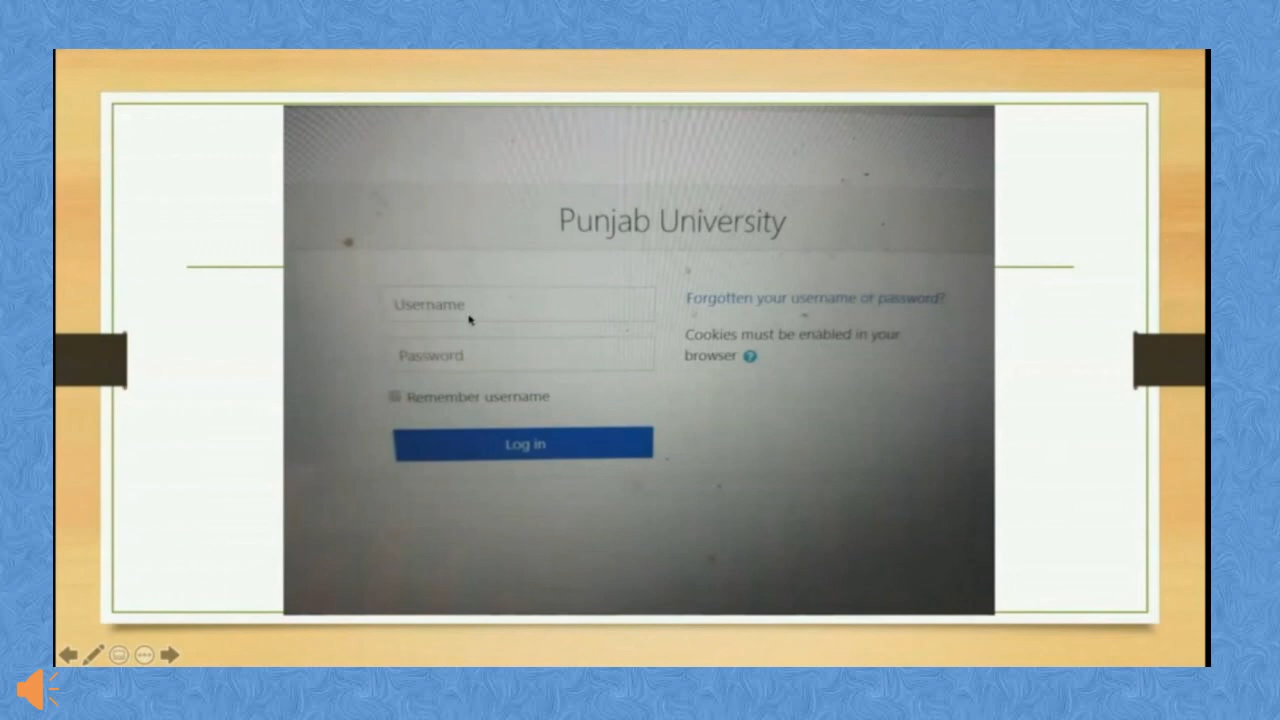 Punjab University
Username
Forgotten your username or password?
Password
Cookies must be enabled in your
browser
Remember username
Log in